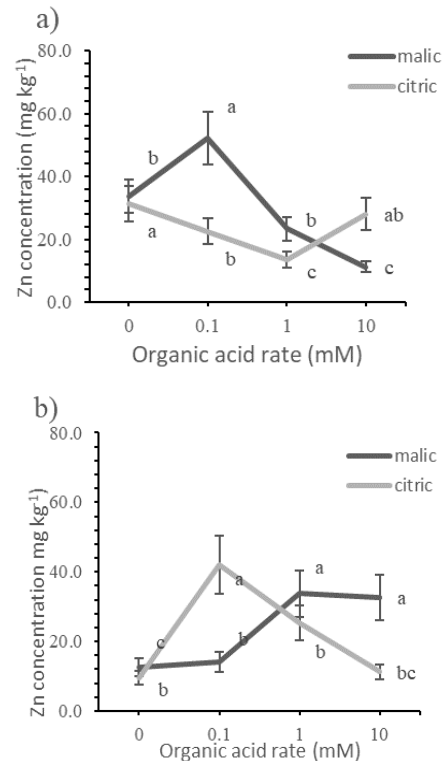 a)
80.0
malic
citric
60.0
a
b
40.0
b
ab
20.0
a
b
c
c
0.0
0
0.1
1
10
Zn concentration (mg kg-1)
Organic acid rate (mM)
b)
80.0
malic
citric
60.0
40.0
a
a
a
c
b
20.0
b
b
bc
0.0
0
0.1
1
10
Zn concentration mg kg-1)
Organic acid rate (mM)